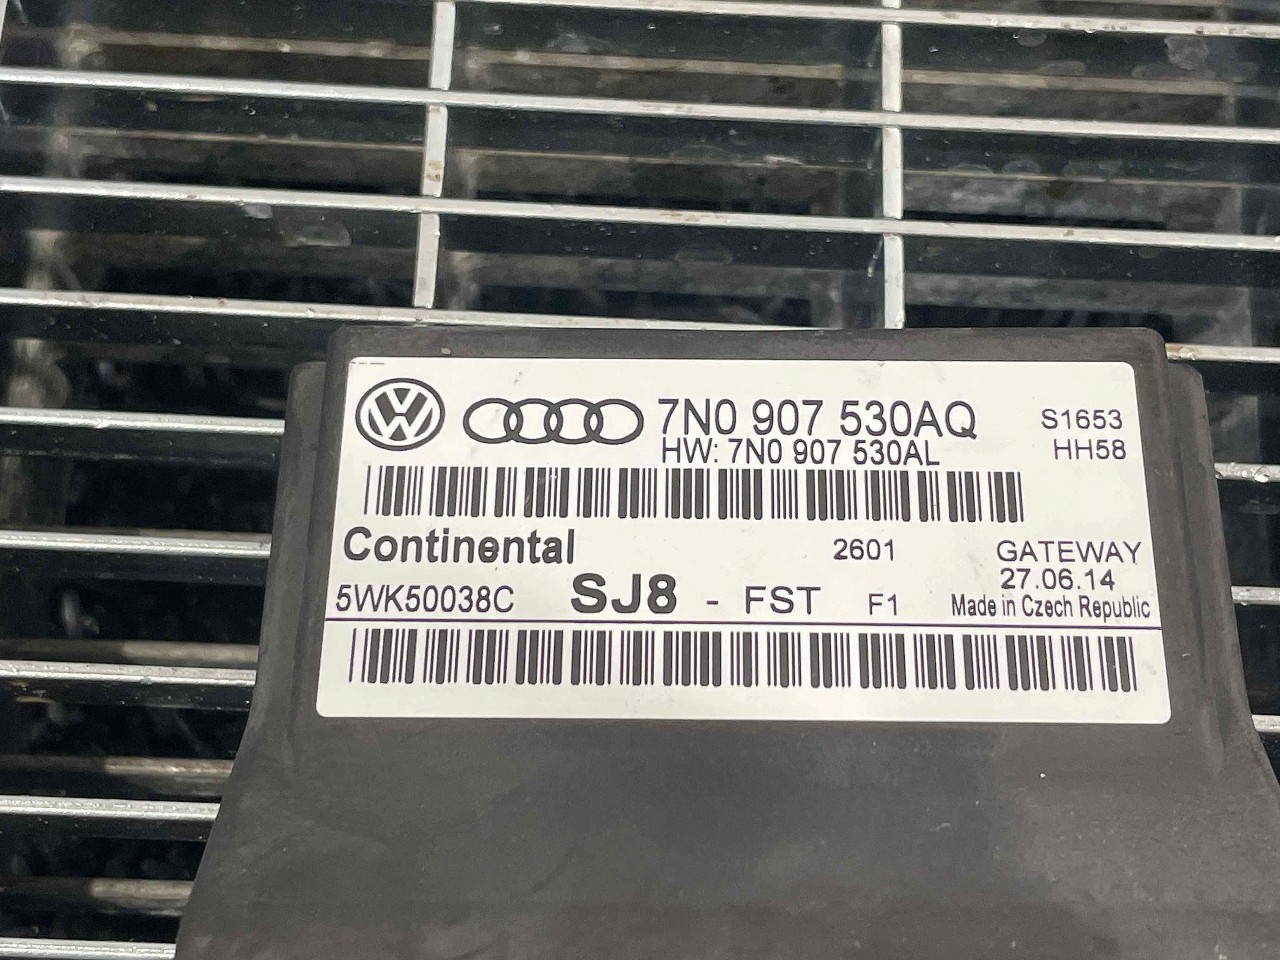 7N0 907 530AQ S1653
HW: 7N0 907 530AL HH58
Continental 2601 GATEWAY
27.06.14
5WK50038C SJ8 - FST F1 Made in Czech Republic